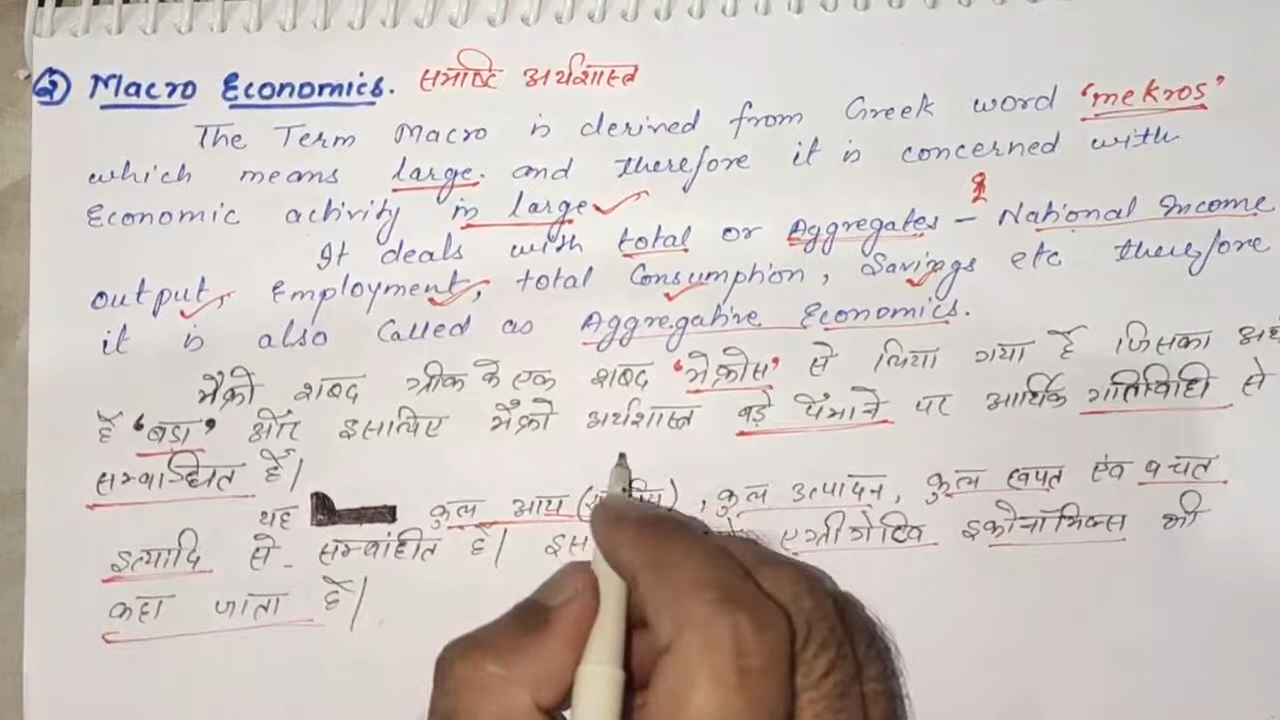 2) Macro Economics. समष्टि अर्थशास्त्र
The Term Macro is derived from Greek word 'mekros'
which means large. and therefore it is concerned with
Economic activity in large
It deals with total or Aggregates - National Income
output, Employment, total Consumption, Savings etc therefore
it is also called as Aggregative Economics.
मैक्रो शब्द ग्रीक के एक शब्द 'मेक्रोस' से लिया गया है जिसका अर्थ
है 'बड़ा' और इसलिए मैक्रो अर्थशास्त्र बड़े पैमाने पर आर्थिक गतिविधी से
सम्बन्धित है।
यह कुल आय ( ), कुल उत्पादन, कुल खपत एंव बचत
इत्यादि से सम्बंधीत है। एग्रीगेटिव इकोनॉमिक्स भी
कहा जाता है।